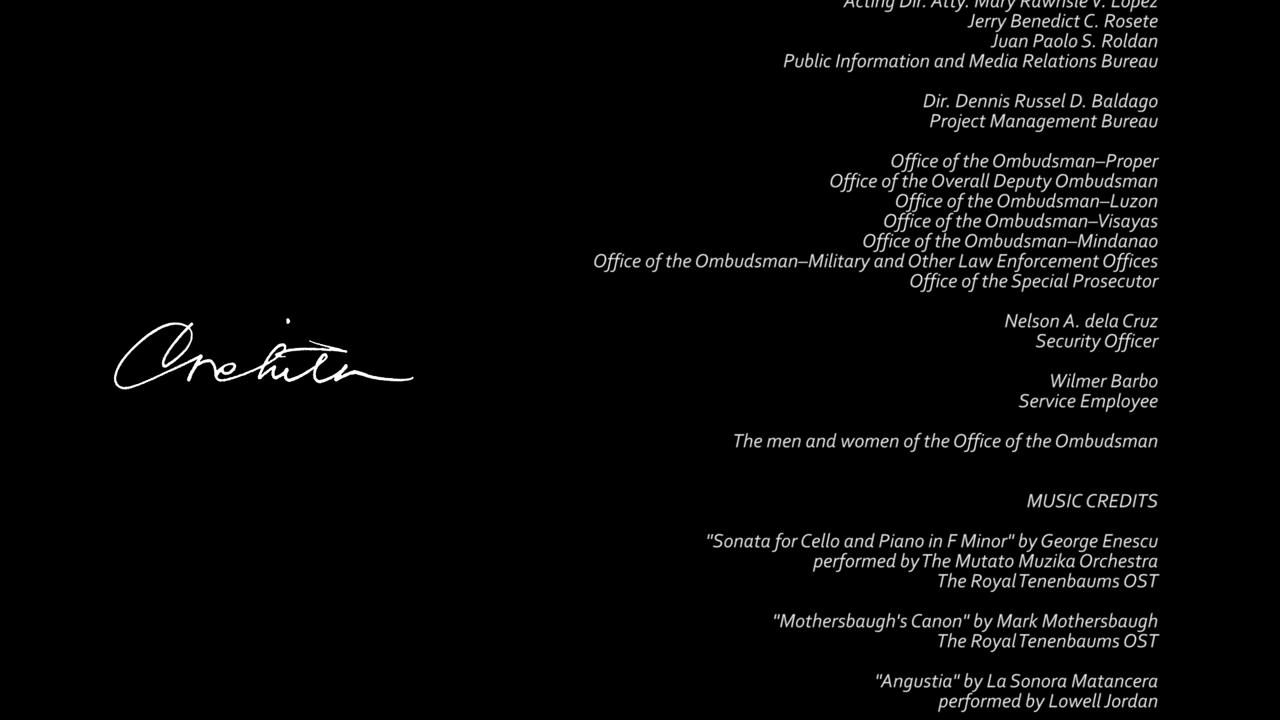 Acting Dir. Atty. Mary Rawnsle V. Lopez
Jerry Benedict C. Rosete
Juan Paolo S. Roldan
Public Information and Media Relations Bureau
Dir. Dennis Russel D. Baldago
Project Management Bureau
Office of the Ombudsman–Proper
Office of the Overall Deputy Ombudsman
Office of the Ombudsman–Luzon
Office of the Ombudsman–Visayas
Office of the Ombudsman–Mindanao
Office of the Ombudsman–Military and Other Law Enforcement Offices
Office of the Special Prosecutor
Nelson A. dela Cruz
Security Officer
Wilmer Barbo
Service Employee
The men and women of the Office of the Ombudsman
MUSIC CREDITS
"Sonata for Cello and Piano in F Minor" by George Enescu
performed by The Mutato Muzika Orchestra
The Royal Tenenbaums OST
"Mothersbaugh's Canon" by Mark Mothersbaugh
The Royal Tenenbaums OST
"Angustia" by La Sonora Matancera
performed by Lowell Jordan